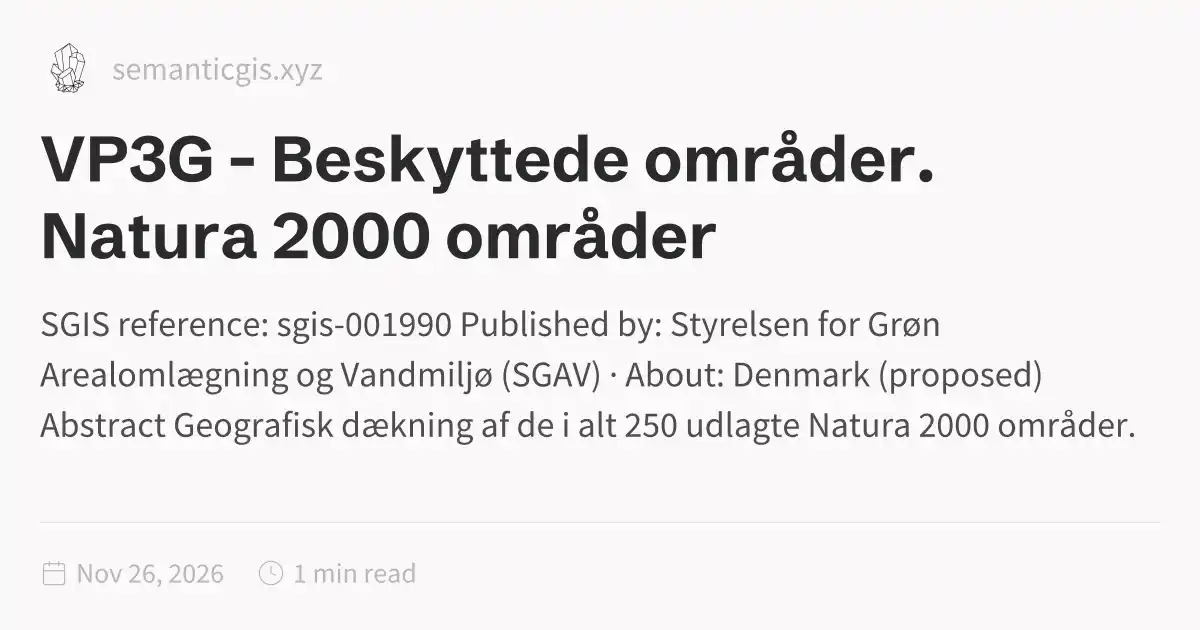 semanticgis.xyz
VP3G - Beskyttede områder.
Natura 2000 områder
SGIS reference: sgis-001990 Published by: Styrelsen for Grøn
Arealomlægning og Vandmiljø (SGAV) · About: Denmark (proposed)
Abstract Geografisk dækning af de i alt 250 udlagte Natura 2000 områder.
Nov 26, 2026 1 min read